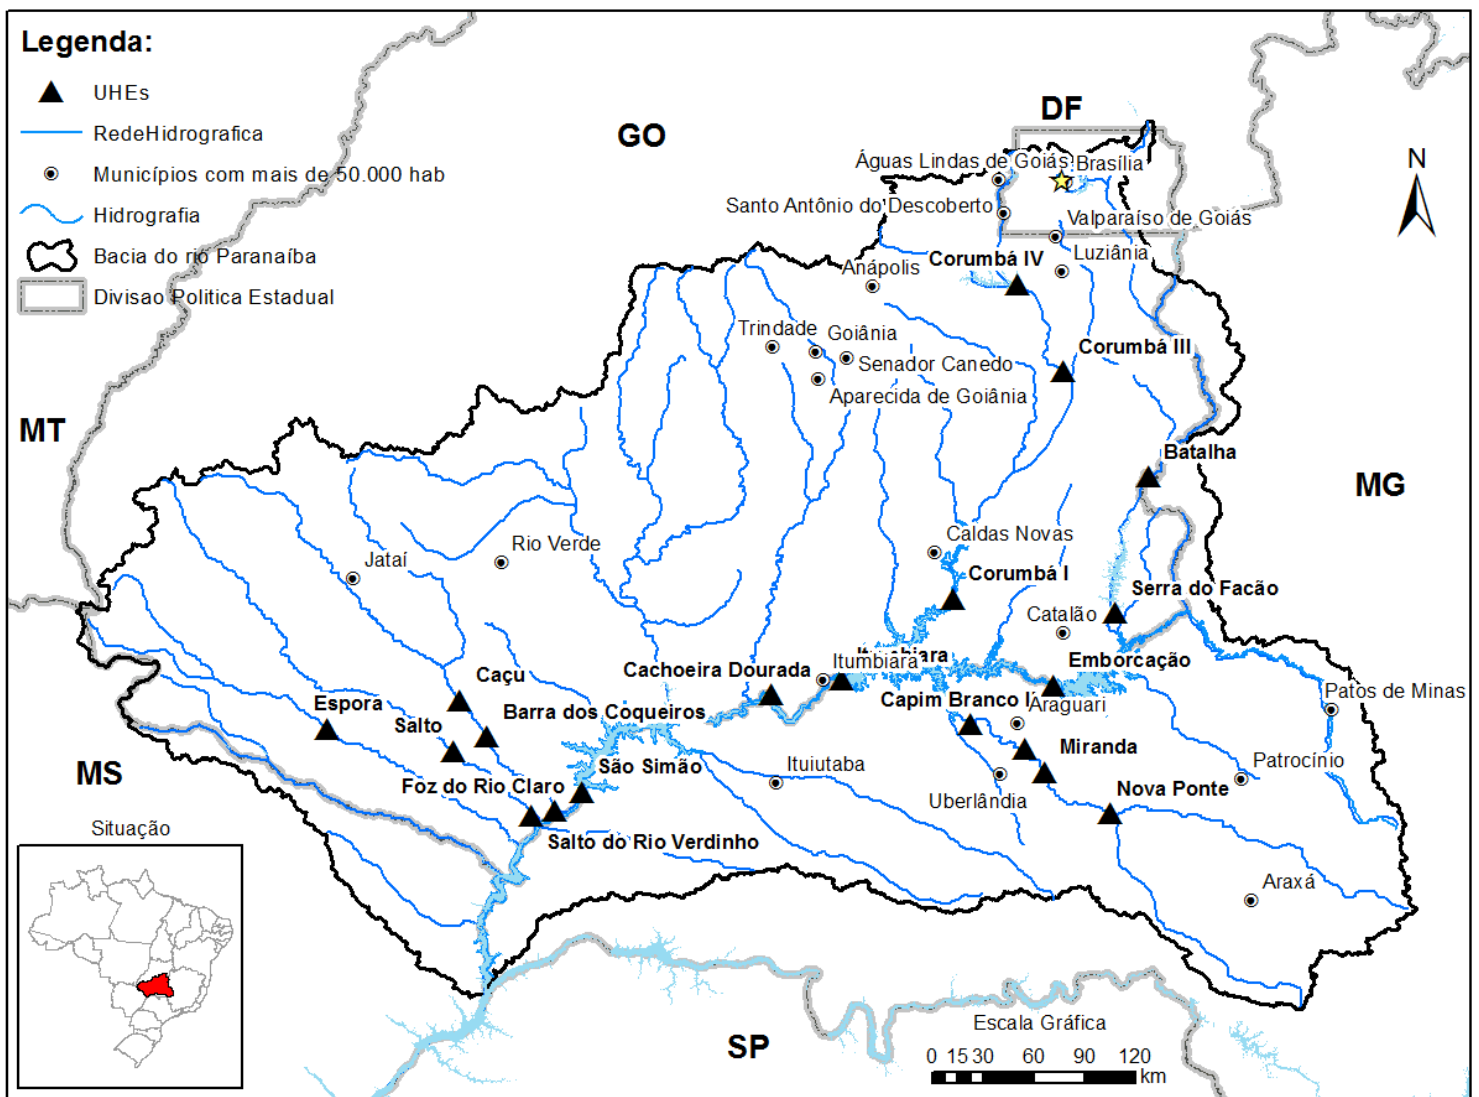 Legenda:
UHEs
RedeHidrografica
Municípios com mais de 50.000 hab
Hidrografia
Bacia do rio Paranaíba
Divisao Politica Estadual
GO
DF
N
Águas Lindas de Goiás
Brasília
Santo Antônio do Descoberto
Valparaíso de Goiás
Luziânia
Corumbá IV
Anápolis
Trindade
Goiânia
Senador Canedo
Aparecida de Goiânia
Corumbá III
MT
Batalha
MG
Caldas Novas
Rio Verde
Jataí
Corumbá I
Serra do Facão
Catalão
Itumbiara
Cachoeira Dourada
Emborcação
Caçu
Espora
Salto
Barra dos Coqueiros
Capim Branco I
Araguari
Patos de Minas
Miranda
MS
São Simão
Ituiutaba
Patrocínio
Foz do Rio Claro
Uberlândia
Nova Ponte
Salto do Rio Verdinho
Situação
Araxá
SP
Escala Gráfica
0 15 30 60 90 120
km